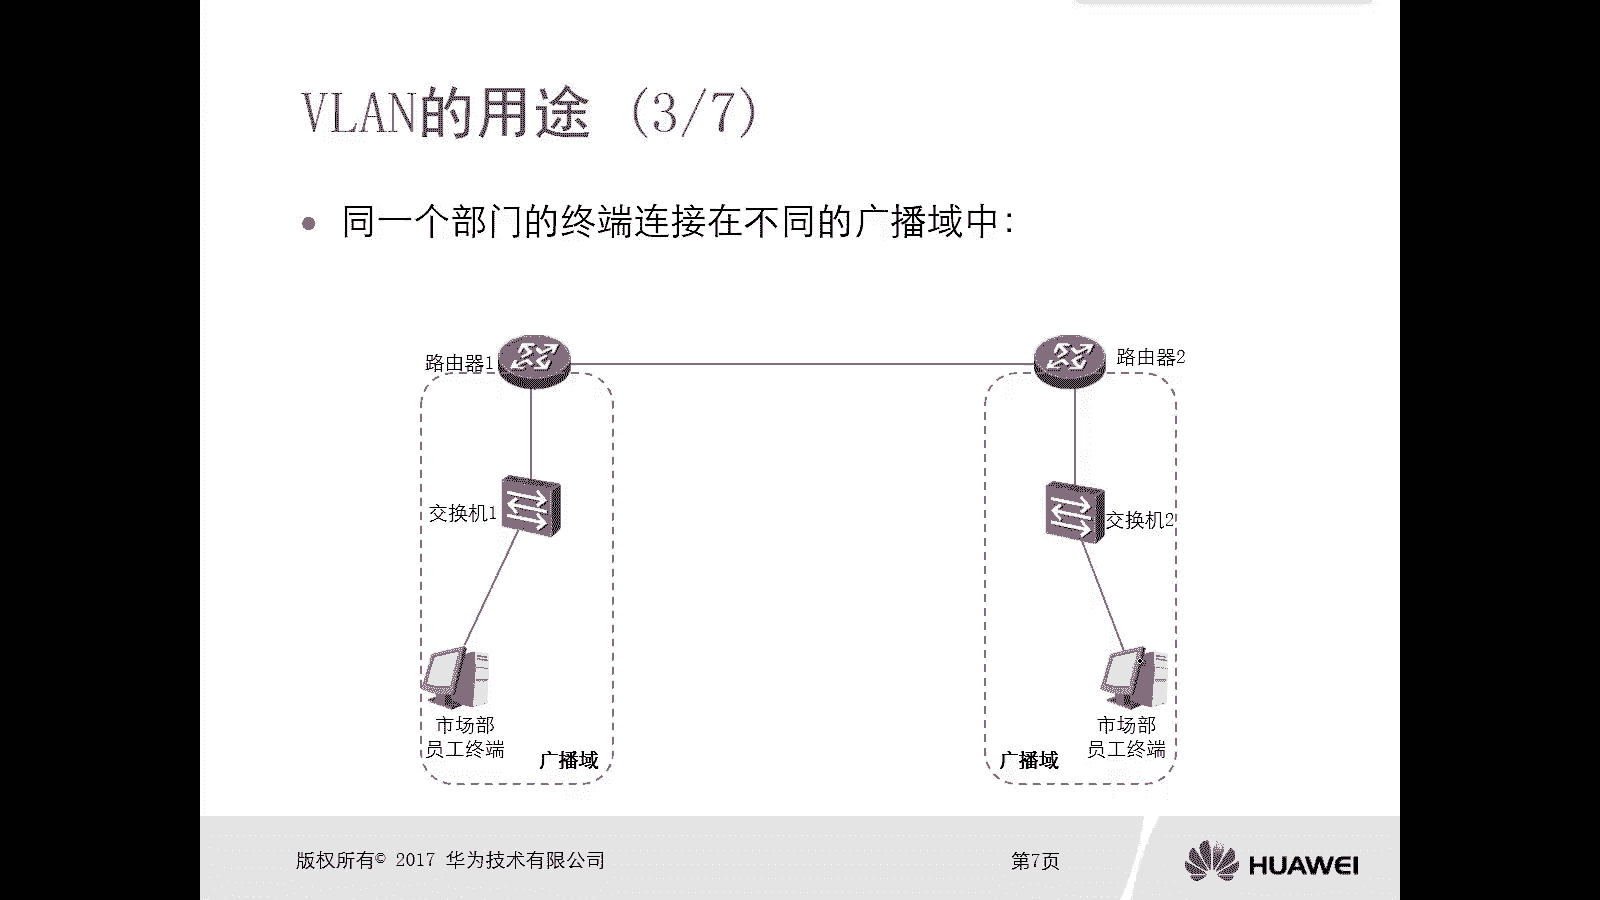 VLAN的用途 (3/7)
同一个部门的终端连接在不同的广播域中:
路由器1
路由器2
交换机1
交换机2
市场部
员工终端
广播域
广播域
市场部
员工终端
版权所有© 2017 华为技术有限公司
第7页
HUAWEI